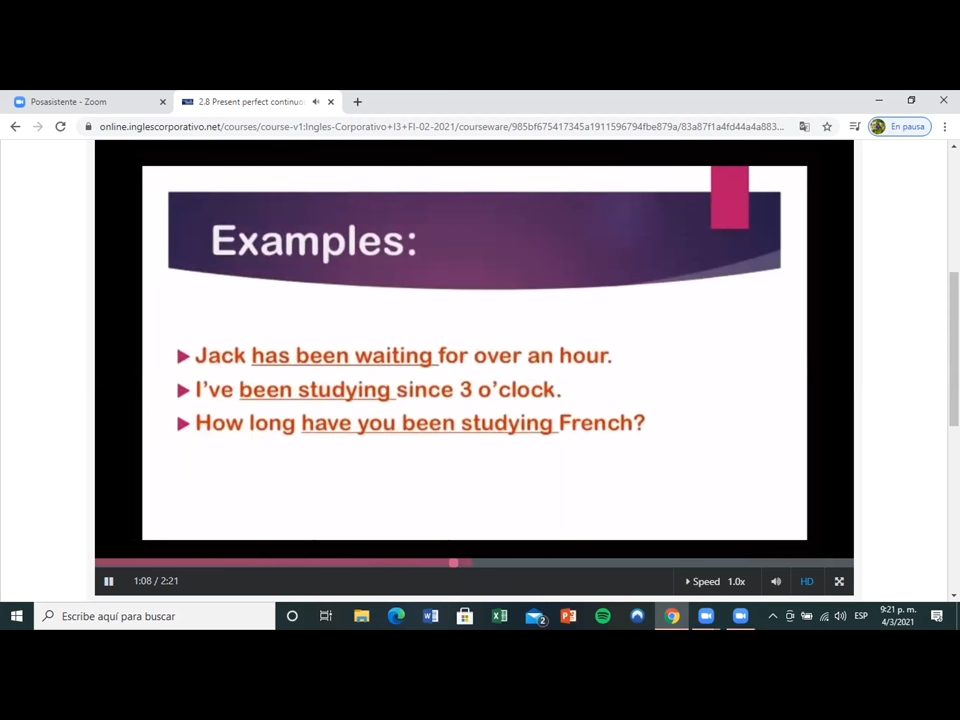 Posasistente - Zoom
2.8 Present perfect continuo
online.inglescorporativo.net/courses/course-v1:Ingles-Corporativo+I3+FI-02-2021/courseware/985bf675417345a1911596794fbe879a/83a87f1a4fd44a4a883...
En pausa
Examples:
Jack has been waiting for over an hour.
I've been studying since 3 o'clock.
How long have you been studying French?
1:08 / 2:21
Speed 1.0x
HD
Escribe aquí para buscar
2
ESP
9:21 p. m.
4/3/2021